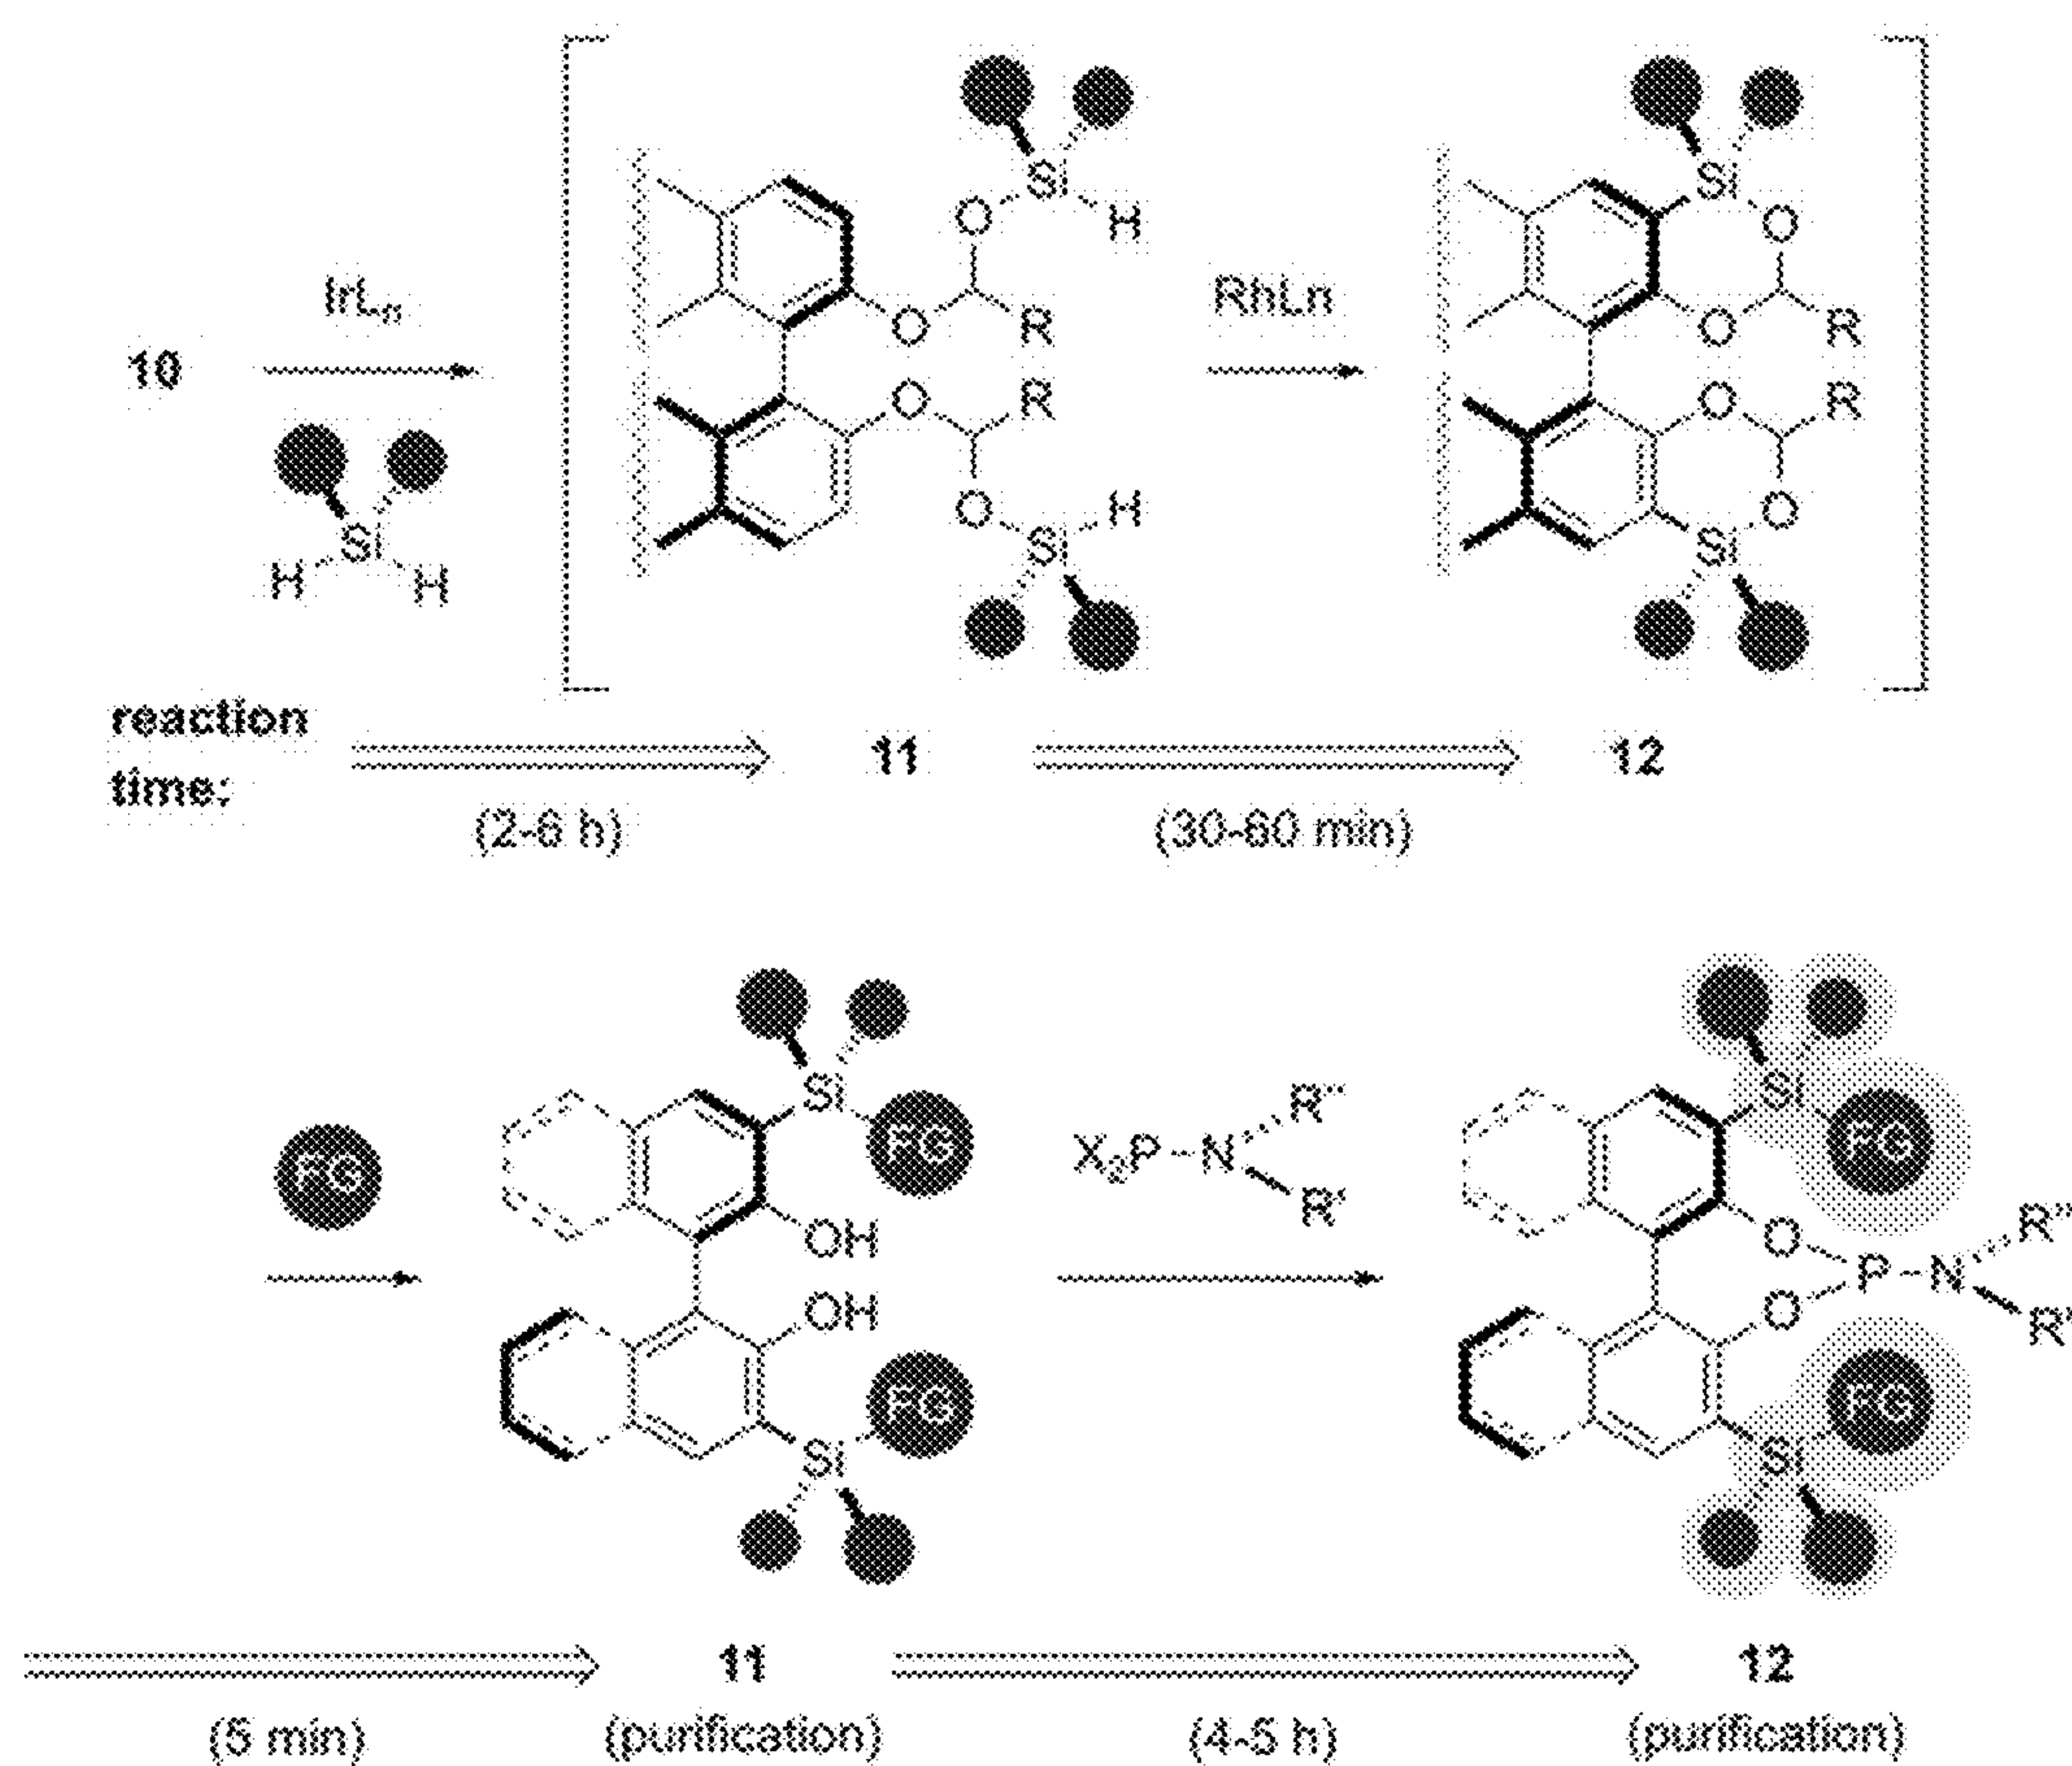 10
IrLn
Si
H
H
Si
H
O
O
R
O
R
O
H
Si
RhLn
Si
O
O
R
O
R
O
Si
reaction
time:
11
12
(2-6 h)
(30-60 min)
FG
Si
FG
OH
OH
FG
Si
X2P-N
R''
R'
Si
FG
O
P-N
O
R''
R'
FG
Si
11
12
(5 min)
(purification)
(4-5 h)
(purification)